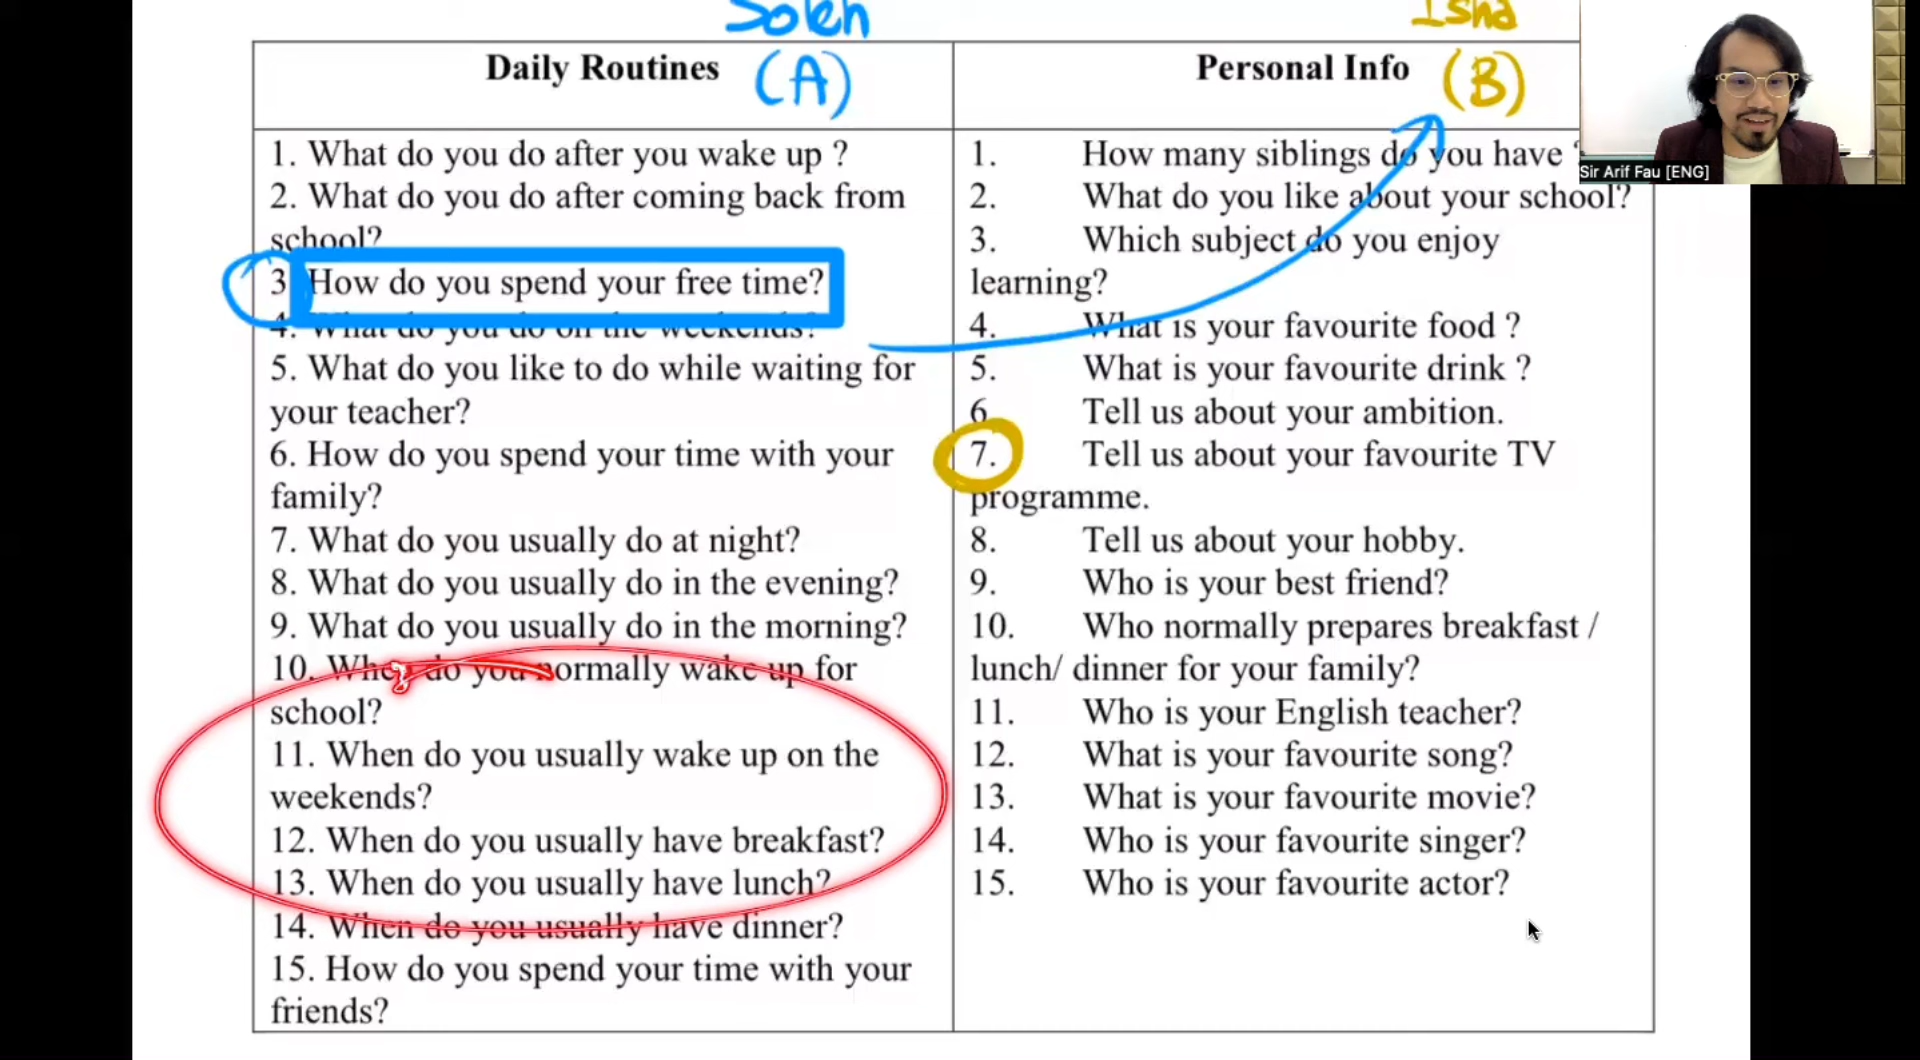 Soleh
Isha
Daily Routines (A)
Personal Info (B)
Sir Arif Fau [ENG]
1. What do you do after you wake up ?
2. What do you do after coming back from
school?
3. How do you spend your free time?
4. What do you do on the weekends?
5. What do you like to do while waiting for
your teacher?
6. How do you spend your time with your
family?
7. What do you usually do at night?
8. What do you usually do in the evening?
9. What do you usually do in the morning?
10. When do you normally wake up for
school?
11. When do you usually wake up on the
weekends?
12. When do you usually have breakfast?
13. When do you usually have lunch?
14. When do you usually have dinner?
15. How do you spend your time with your
friends?
1. How many siblings do you have
2. What do you like about your school?
3. Which subject do you enjoy
learning?
4. What is your favourite food ?
5. What is your favourite drink ?
6. Tell us about your ambition.
7. Tell us about your favourite TV
programme.
8. Tell us about your hobby.
9. Who is your best friend?
10. Who normally prepares breakfast /
lunch/ dinner for your family?
11. Who is your English teacher?
12. What is your favourite song?
13. What is your favourite movie?
14. Who is your favourite singer?
15. Who is your favourite actor?